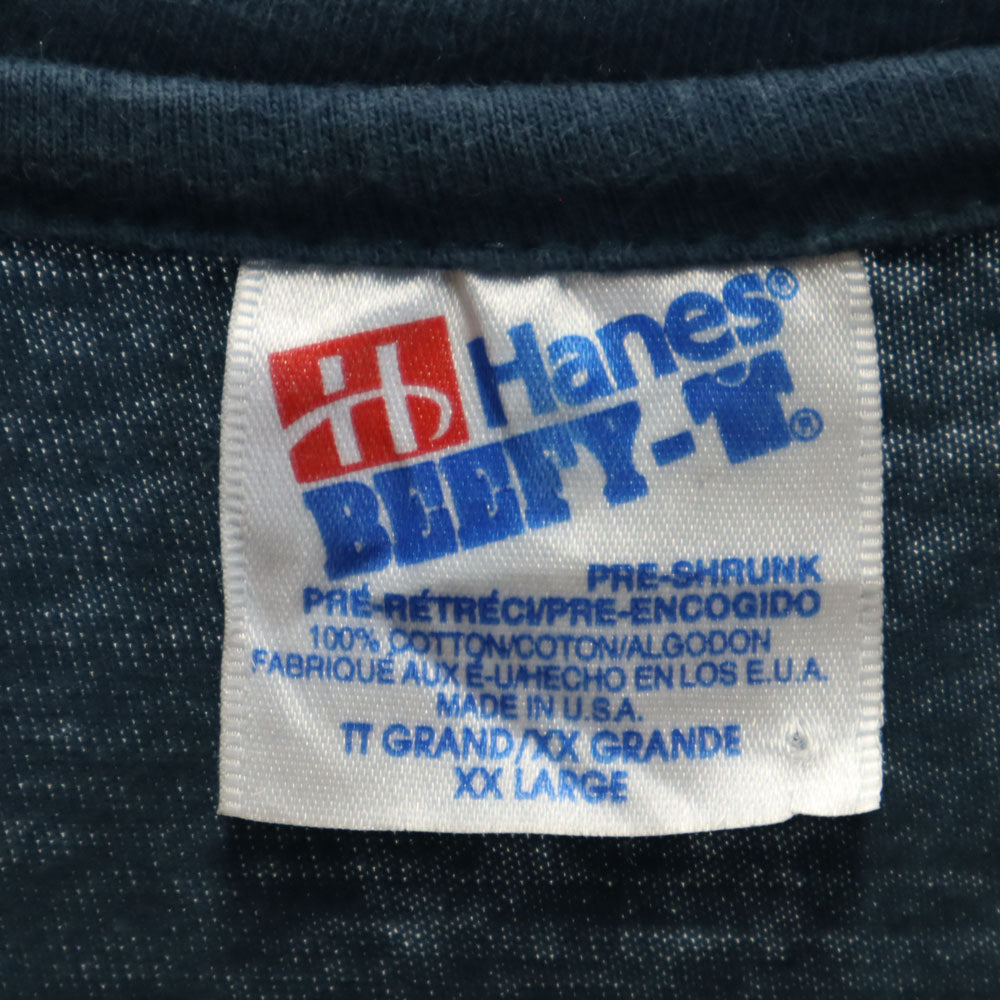 Hanes®
BEEFY-T®
PRE-SHRUNK
PRÉ-RÉTRÉCI/PRE-ENCOGIDO
100% COTTON/COTON/ALGODON
FABRIQUE AUX É-U/HECHO EN LOS E.U.A.
MADE IN U.S.A.
TT GRAND/XX GRANDE
XX LARGE